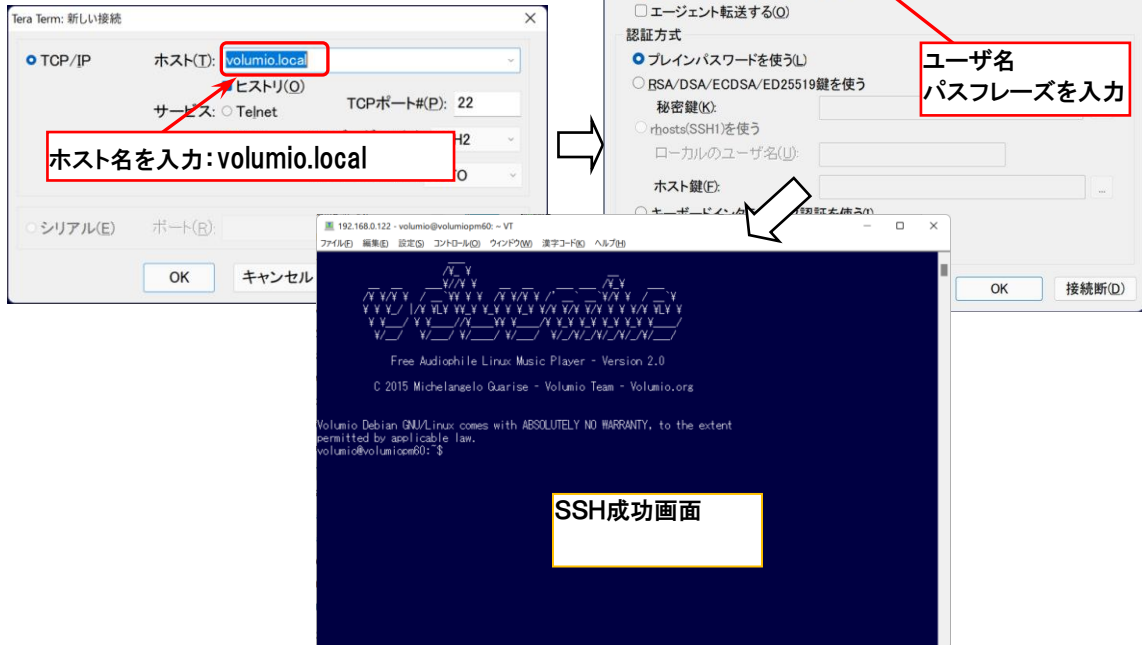 Tera Term: 新しい接続
TCP/IP
ホスト(T):
volumio.local
ヒストリ(O)
サービス:
Telnet
TCPポート#(P): 22
ホスト名を入力：volumio.local
シリアル(E)
ポート(R):
OK
キャンセル
エージェント転送する(O)
認証方式
プレインパスワードを使う(L)
RSA/DSA/ECDSA/ED25519鍵を使う
秘密鍵(K):
rhosts(SSH1)を使う
ローカルのユーザ名(U):
ホスト鍵(F):
...
ユーザ名
パスフレーズを入力
OK
接続断(D)
192.168.0.122 - volumio@volumiopm60: ~ VT
ファイル(F) 編集(E) 設定(S) コントロール(O) ウィンドウ(W) 漢字コード(K) ヘルプ(H)
Free Audiophile Linux Music Player - Version 2.0
C 2015 Michelangelo Guarise - Volumio Team - Volumio.org
Volumio Debian GNU/Linux comes with ABSOLUTELY NO WARRANTY, to the extent
permitted by applicable law.
volumio@volumiopm60:~$
SSH成功画面